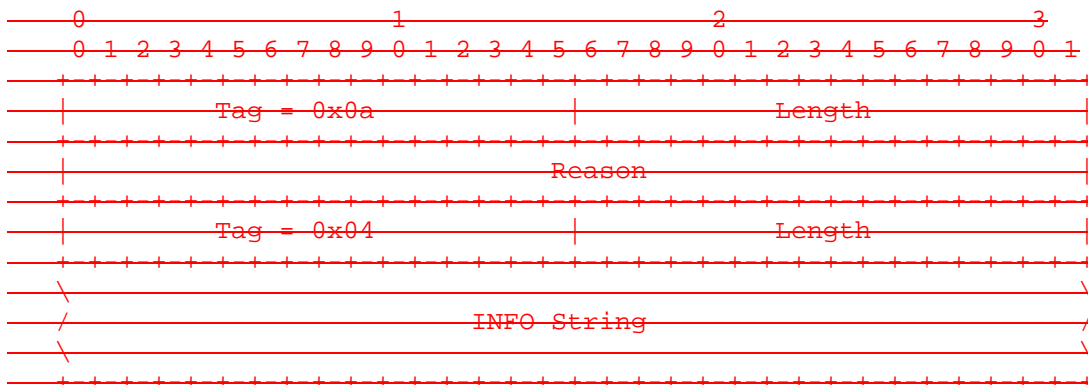 0                   1                   2                   3
0 1 2 3 4 5 6 7 8 9 0 1 2 3 4 5 6 7 8 9 0 1 2 3 4 5 6 7 8 9 0 1
+-+-+-+-+-+-+-+-+-+-+-+-+-+-+-+-+-+-+-+-+-+-+-+-+-+-+-+-+-+-+-+-
|         Tag = 0x0a            |            Length             |
+-+-+-+-+-+-+-+-+-+-+-+-+-+-+-+-+-+-+-+-+-+-+-+-+-+-+-+-+-+-+-+-
|                              Reason                           |
+-+-+-+-+-+-+-+-+-+-+-+-+-+-+-+-+-+-+-+-+-+-+-+-+-+-+-+-+-+-+-+-
|         Tag = 0x04            |            Length             |
+-+-+-+-+-+-+-+-+-+-+-+-+-+-+-+-+-+-+-+-+-+-+-+-+-+-+-+-+-+-+-+-
\                                                               \
/                         INFO String                           /
\                                                               \
+-+-+-+-+-+-+-+-+-+-+-+-+-+-+-+-+-+-+-+-+-+-+-+-+-+-+-+-+-+-+-+-